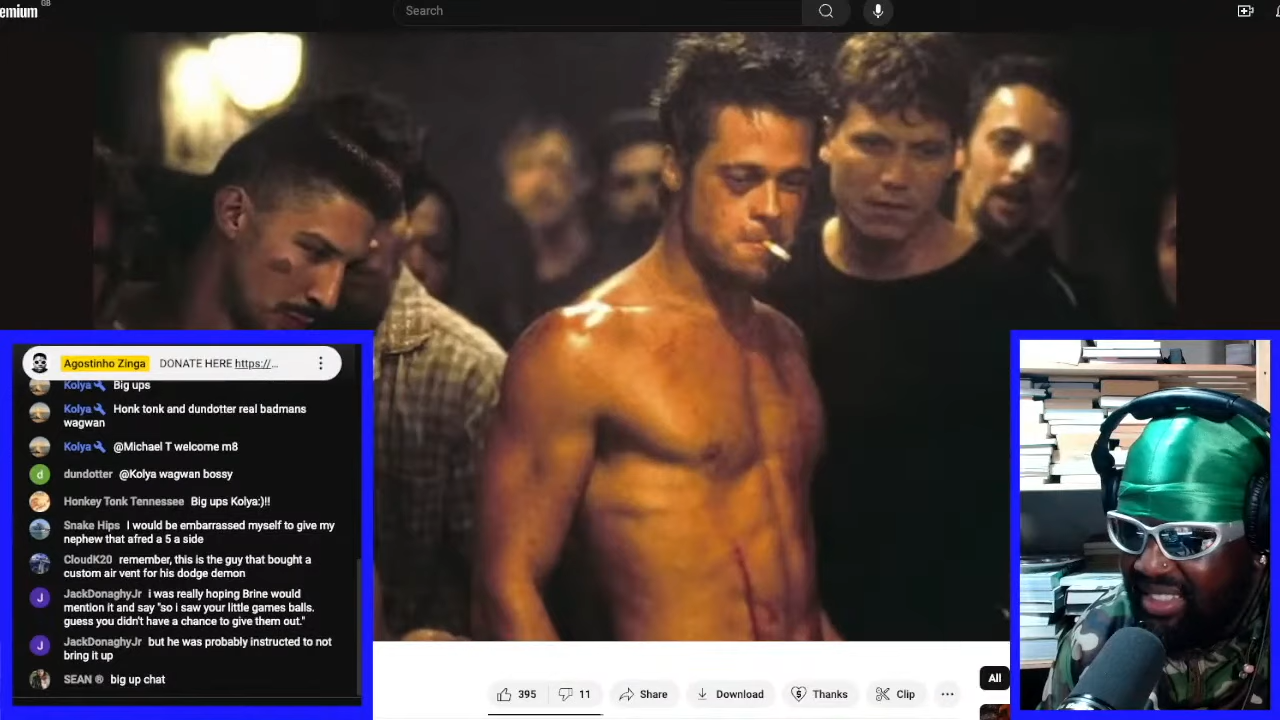 emium GB
Search
Agostinho Zinga DONATE HERE https://...
Kolya Big ups
Kolya Honk tonk and dundotter real badmans
wagwan
Kolya @Michael T welcome m8
dundotter @Kolya wagwan bossy
Honkey Tonk Tennessee Big ups Kolya:)!!
Snake Hips I would be embarrassed myself to give my
nephew that afred a 5 a side
CloudK20 remember, this is the guy that bought a
custom air vent for his dodge demon
JackDonaghyJr i was really hoping Brine would
mention it and say "so i saw your little games balls.
guess you didn't have a chance to give them out."
JackDonaghyJr but he was probably instructed to not
bring it up
SEAN ® big up chat
395 11 Share Download Thanks Clip ...
All